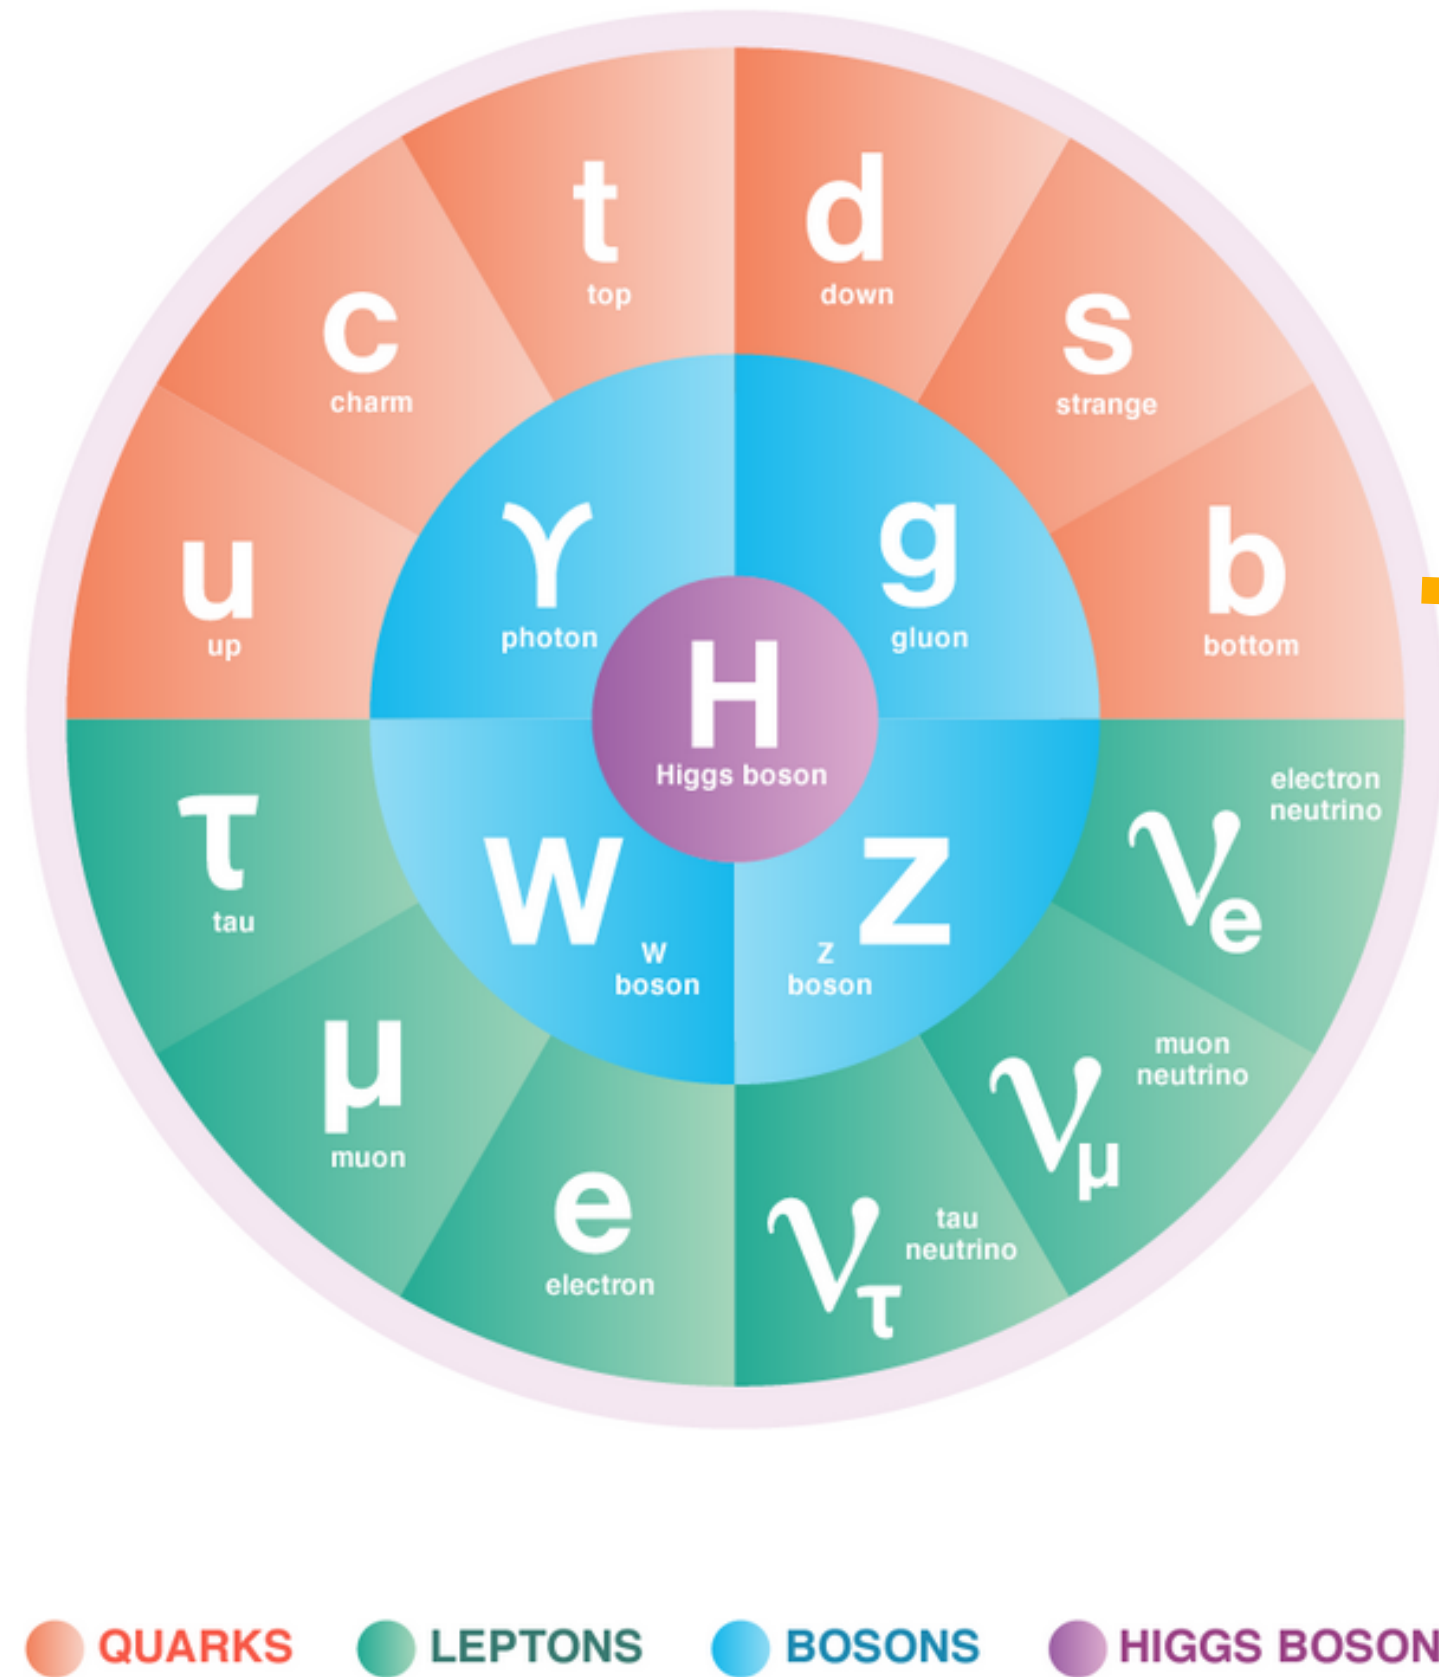 t
top
d
down
c
charm
s
strange
u
up
γ
photon
g
gluon
b
bottom
H
Higgs boson
τ
tau
W
W
boson
Z
Z
boson
electron
neutrino
νe
μ
muon
muon
neutrino
νμ
e
electron
tau
neutrino
ντ
QUARKS
LEPTONS
BOSONS
HIGGS BOSON